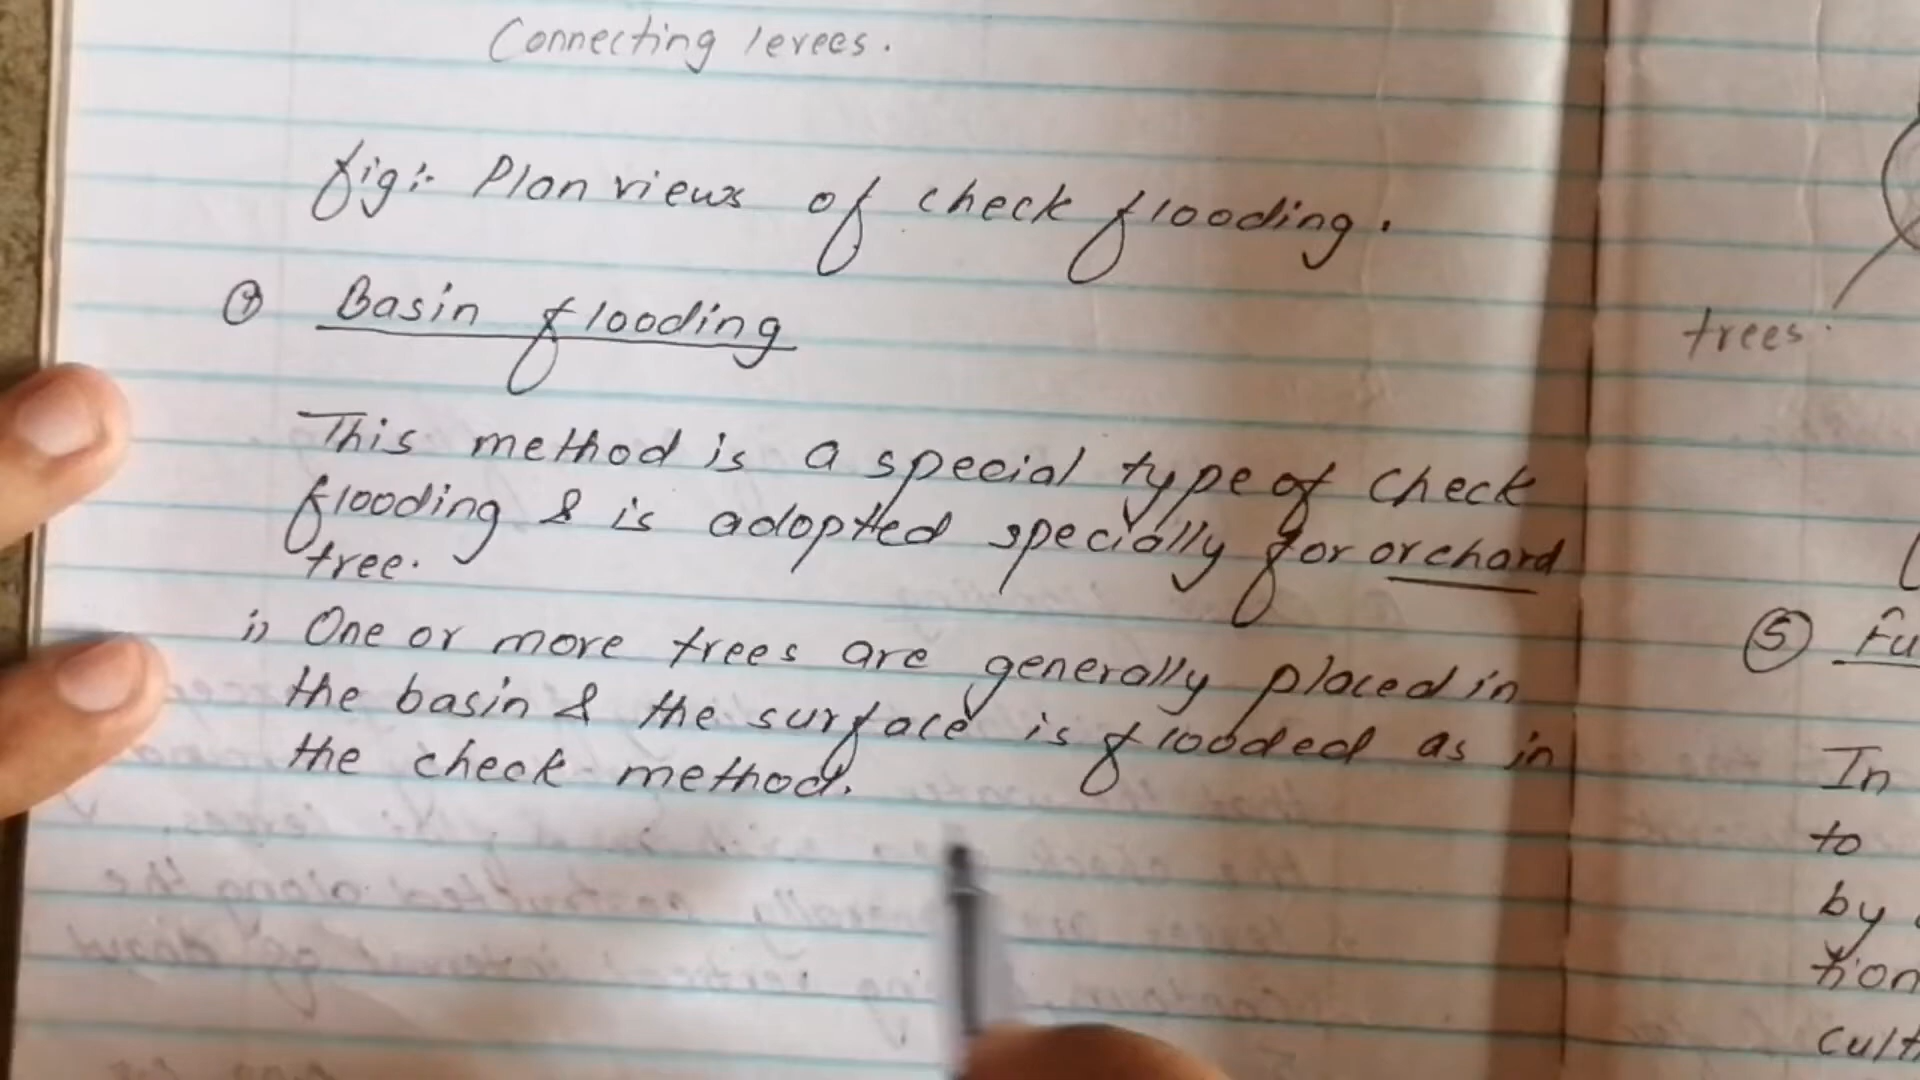 Connecting levees.
fig:- Plan views of check flooding.
④ Basin flooding
This method is a special type of check
flooding & is adopted specially for orchard
tree.
i) One or more trees are generally placed in
the basin & the surface is flooded as in
the check method.
trees.
⑤ Fu
In
to
by
tion
cult